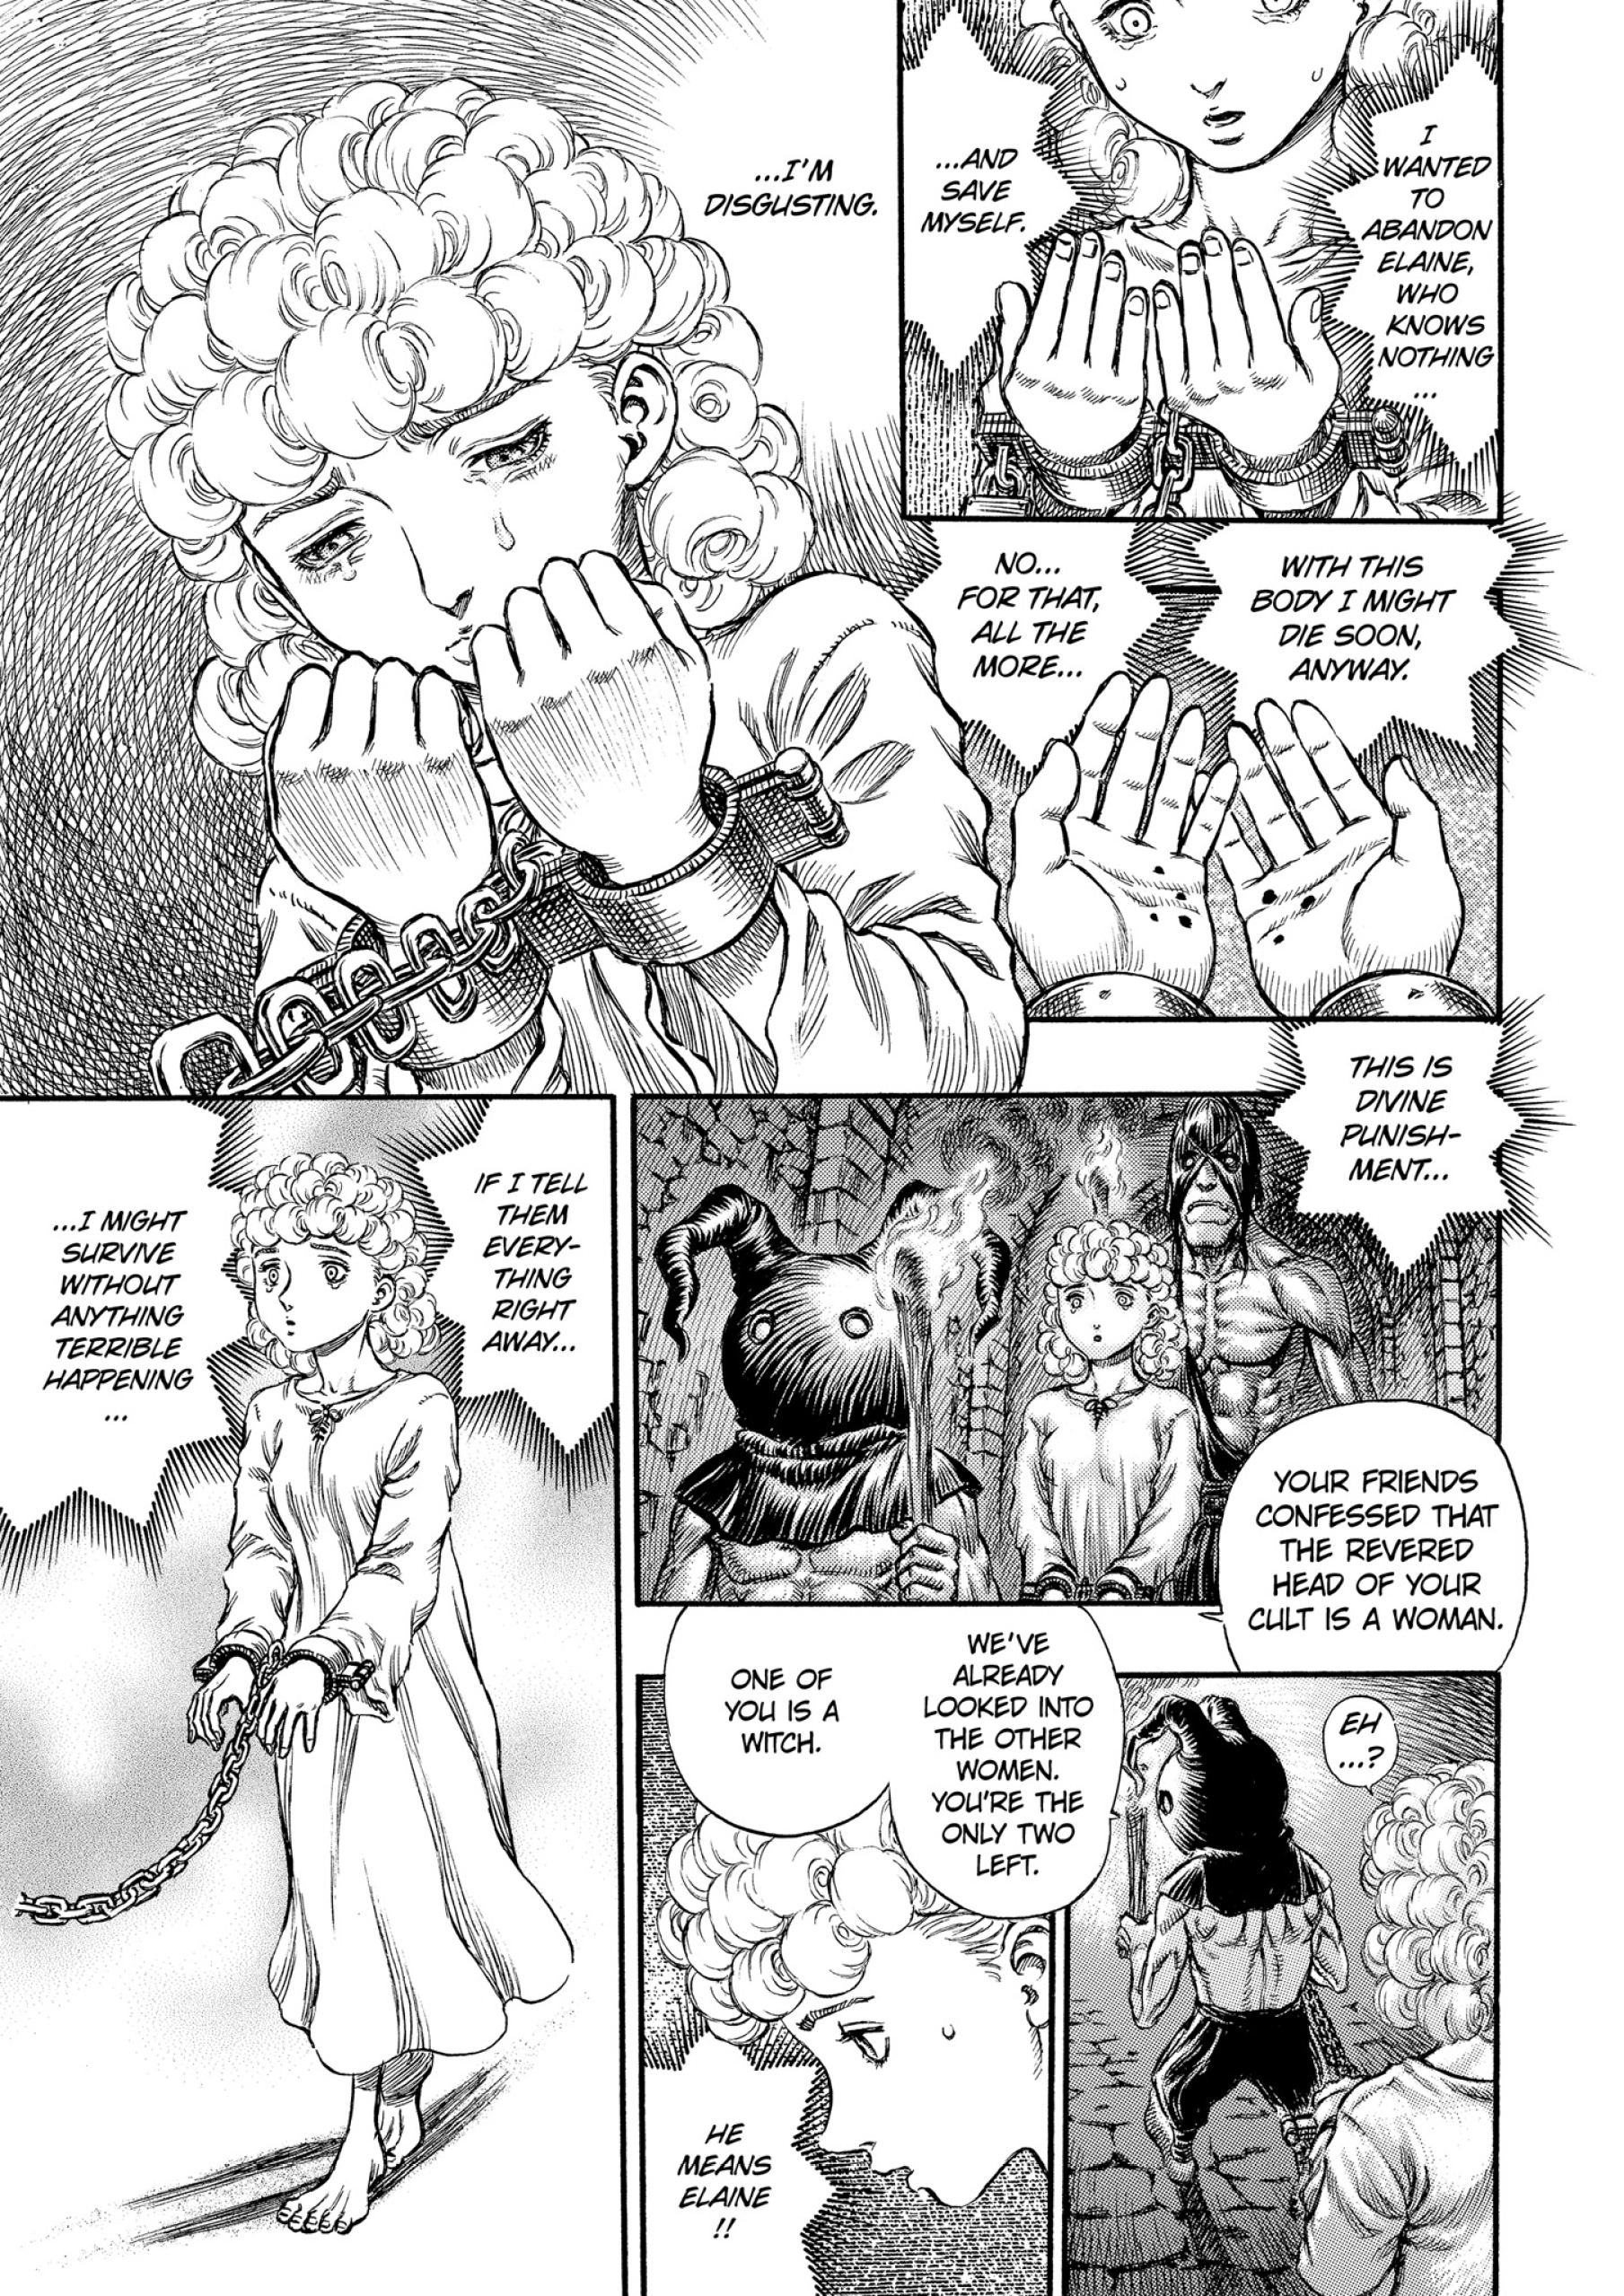 I
WANTED
TO
ABANDON
ELAINE,
WHO
KNOWS
NOTHING
...
...AND
SAVE
MYSELF.
WITH THIS
BODY I MIGHT
DIE SOON,
ANYWAY.
NO...
FOR THAT,
ALL THE
MORE...
...I'M
DISGUSTING.
THIS IS
DIVINE
PUNISH-
MENT...
YOUR FRIENDS
CONFESSED THAT
THE REVERED
HEAD OF YOUR
CULT IS A WOMAN.
EH
...?
WE'VE
ALREADY
LOOKED INTO
THE OTHER
WOMEN.
YOU'RE THE
ONLY TWO
LEFT.
ONE OF
YOU IS A
WITCH.
HE
MEANS
ELAINE
!!
IF I TELL
THEM
EVERY-
THING
RIGHT
AWAY...
...I MIGHT
SURVIVE
WITHOUT
ANYTHING
TERRIBLE
HAPPENING
...